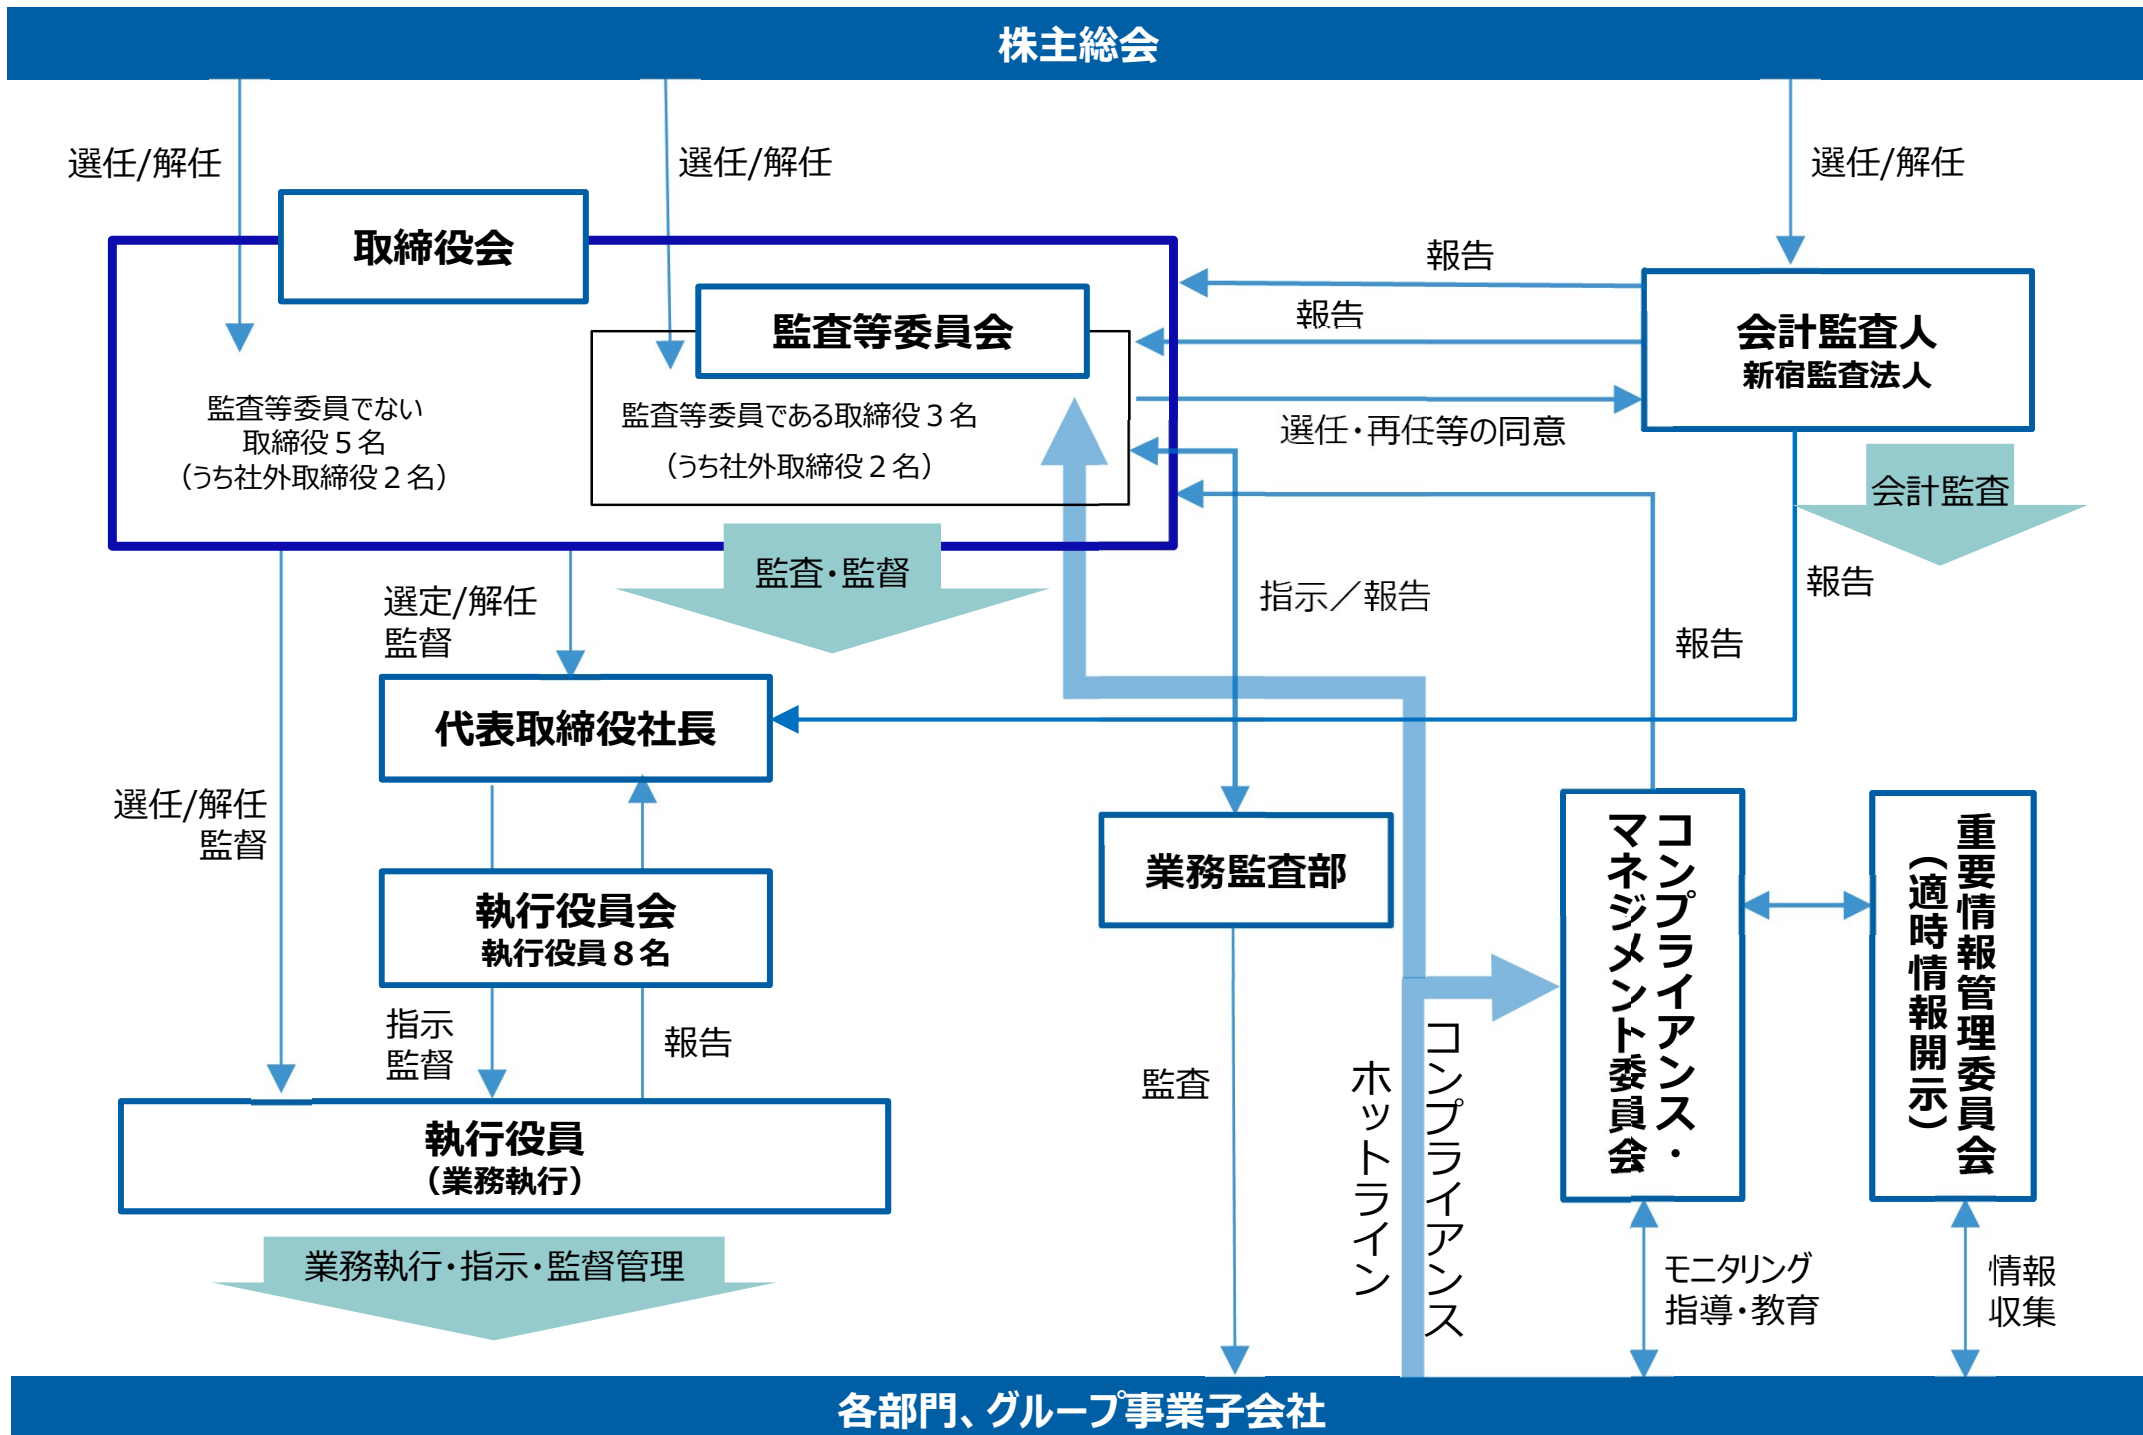 株主総会
選任/解任
選任/解任
選任/解任
取締役会
監査等委員会
監査等委員でない
取締役５名
（うち社外取締役２名）
監査等委員である取締役３名
（うち社外取締役２名）
報告
報告
選任・再任等の同意
会計監査人
新宿監査法人
会計監査
監査・監督
選定/解任
監督
指示／報告
報告
報告
代表取締役社長
選任/解任
監督
執行役員会
執行役員８名
業務監査部
コンプライアンス・
マネジメント委員会
重要情報管理委員会
（適時情報開示）
指示
監督
報告
監査
コンプライアンス
ホットライン
執行役員
（業務執行）
業務執行・指示・監督管理
モニタリング
指導・教育
情報
収集
各部門、グループ事業子会社